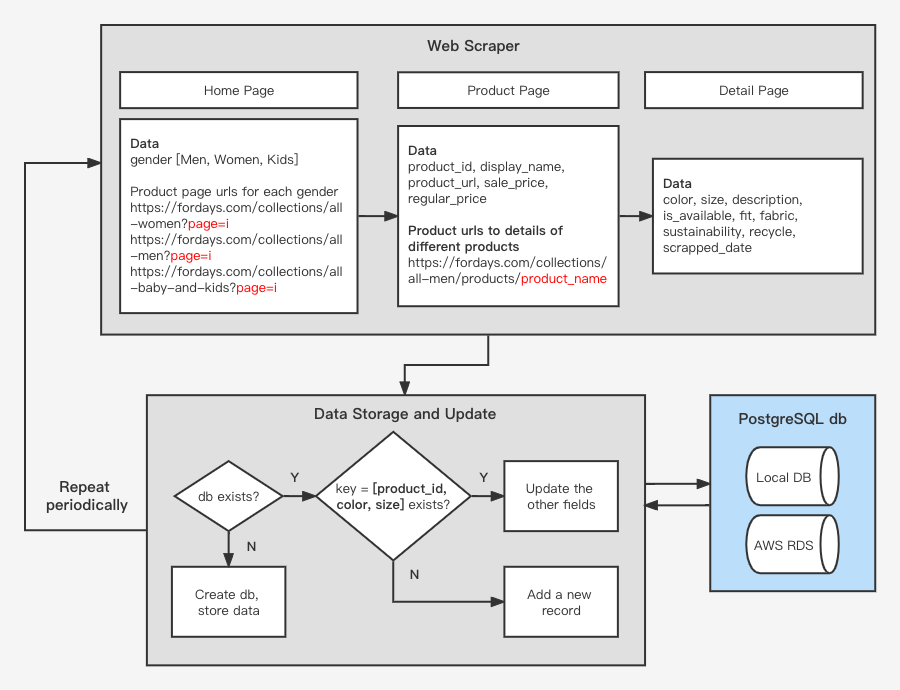 Web Scraper
Home Page
Product Page
Detail Page
Data
gender [Men, Women, Kids]
Product page urls for each gender
https://fordays.com/collections/all
-women?page=i
https://fordays.com/collections/all
-men?page=i
https://fordays.com/collections/all
-baby-and-kids?page=i
Data
product_id, display_name,
product_url, sale_price,
regular_price
Product urls to details of
different products
https://fordays.com/collections/
all-men/products/product_name
Data
color, size, description,
is_available, fit, fabric,
sustainability, recycle,
scrapped_date
Data Storage and Update
db exists?
Y
key = [product_id,
color, size] exists?
Y
Update the
other fields
N
Create db,
store data
N
Add a new
record
Repeat
periodically
PostgreSQL db
Local DB
AWS RDS